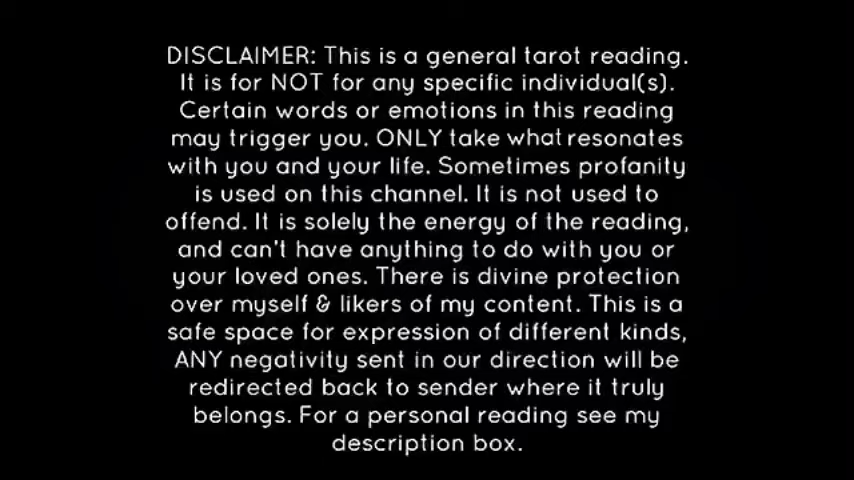 DISCLAIMER: This is a general tarot reading.
It is for NOT for any specific individual(s).
Certain words or emotions in this reading
may trigger you. ONLY take what resonates
with you and your life. Sometimes profanity
is used on this channel. It is not used to
offend. It is solely the energy of the reading,
and can't have anything to do with you or
your loved ones. There is divine protection
over myself & likers of my content. This is a
safe space for expression of different kinds,
ANY negativity sent in our direction will be
redirected back to sender where it truly
belongs. For a personal reading see my
description box.